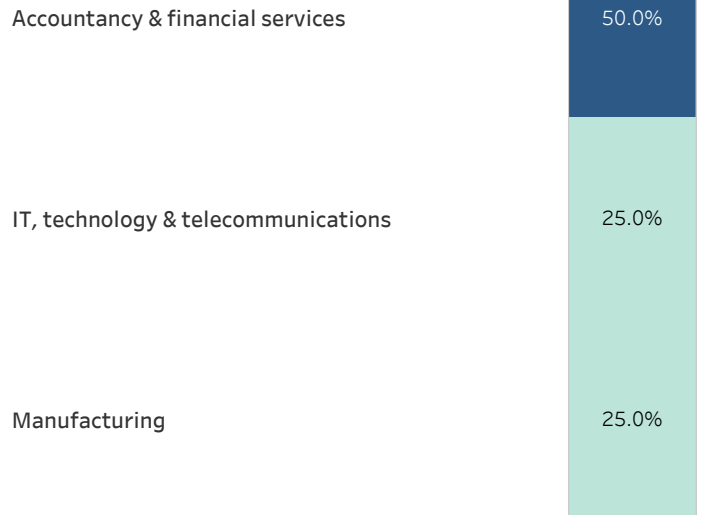 Accountancy & financial services 50.0%
IT, technology & telecommunications 25.0%
Manufacturing 25.0%